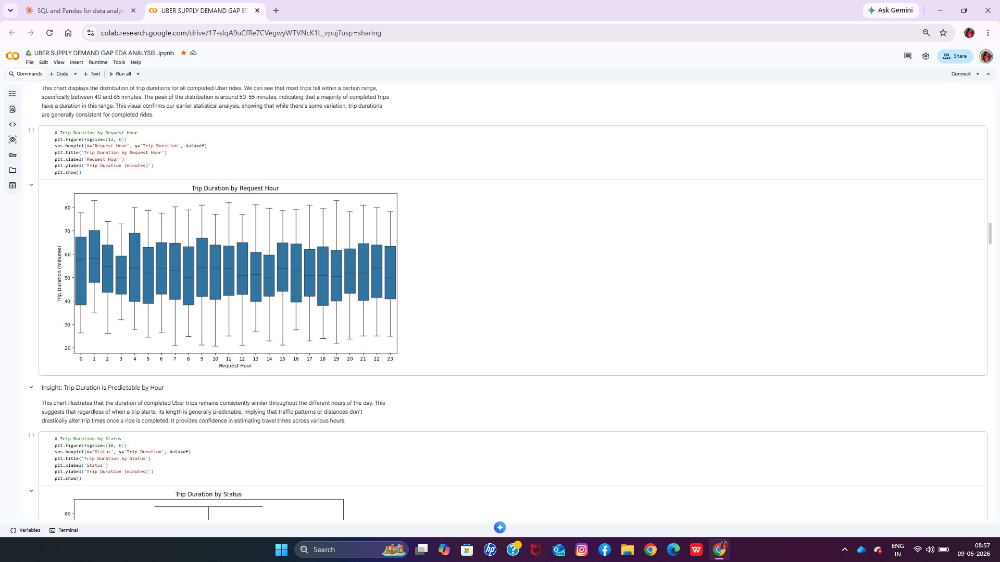 SQL and Pandas for data analys
UBER SUPPLY DEMAND GAP ED
Ask Gemini
colab.research.google.com/drive/17-slqA9uCfRe7CVegwyWTVNcK1L_vpuj?usp=sharing
UBER SUPPLY DEMAND GAP EDA ANALYSIS .ipynb
File Edit View Insert Runtime Tools Help
Share
Commands + Code + Text Run all
Connect
This chart displays the distribution of trip durations for all completed Uber rides. We can see that most trips fall within a certain range,
specifically between 40 and 65 minutes. The peak of the distribution is around 50-55 minutes, indicating that a majority of completed trips
have a duration in this range. This visual confirms our earlier statistical analysis, showing that while there's some variation, trip durations
are generally consistent for completed rides.
[ ]
# Trip Duration by Request Hour
plt.figure(figsize=(12, 6))
sns.boxplot(x='Request Hour', y='Trip Duration', data=df)
plt.title('Trip Duration by Request Hour')
plt.xlabel('Request Hour')
plt.ylabel('Trip Duration (minutes)')
plt.show()
Trip Duration by Request Hour
80
70
60
50
40
30
20
Trip Duration (minutes)
0 1 2 3 4 5 6 7 8 9 10 11 12 13 14 15 16 17 18 19 20 21 22 23
Request Hour
Insight: Trip Duration is Predictable by Hour
This chart illustrates that the duration of completed Uber trips remains consistently similar throughout the different hours of the day. This
suggests that regardless of when a trip starts, its length is generally predictable, implying that traffic patterns or distances don't
drastically alter trip times once a ride is completed. It provides confidence in estimating travel times across various hours.
[ ]
# Trip Duration by Status
plt.figure(figsize=(10, 6))
sns.boxplot(x='Status', y='Trip Duration', data=df)
plt.title('Trip Duration by Status')
plt.xlabel('Status')
plt.ylabel('Trip Duration (minutes)')
plt.show()
Trip Duration by Status
80
Variables Terminal
Search
ENG
IN
08:57
09-06-2026